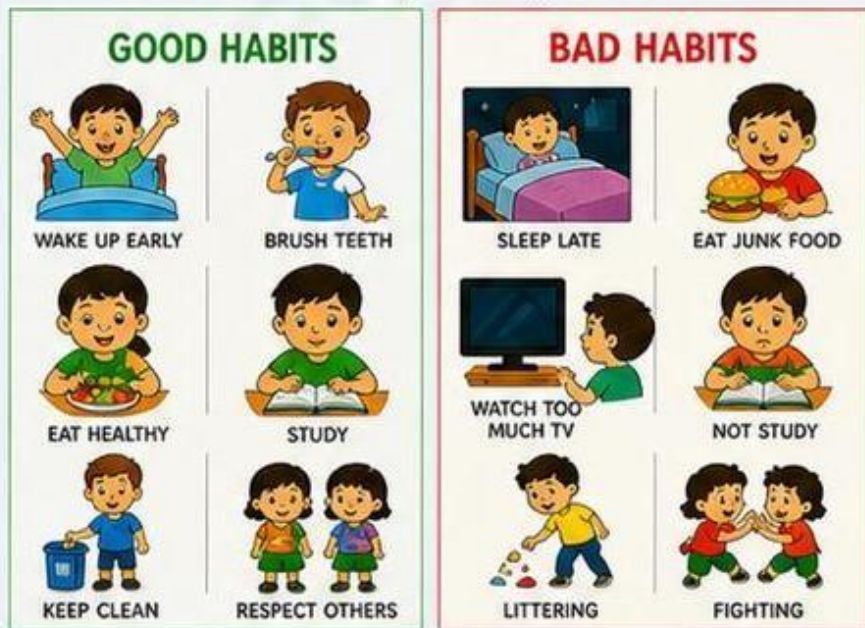 GOOD HABITS
WAKE UP EARLY
BRUSH TEETH
EAT HEALTHY
STUDY
KEEP CLEAN
RESPECT OTHERS
BAD HABITS
SLEEP LATE
EAT JUNK FOOD
WATCH TOO
MUCH TV
NOT STUDY
LITTERING
FIGHTING